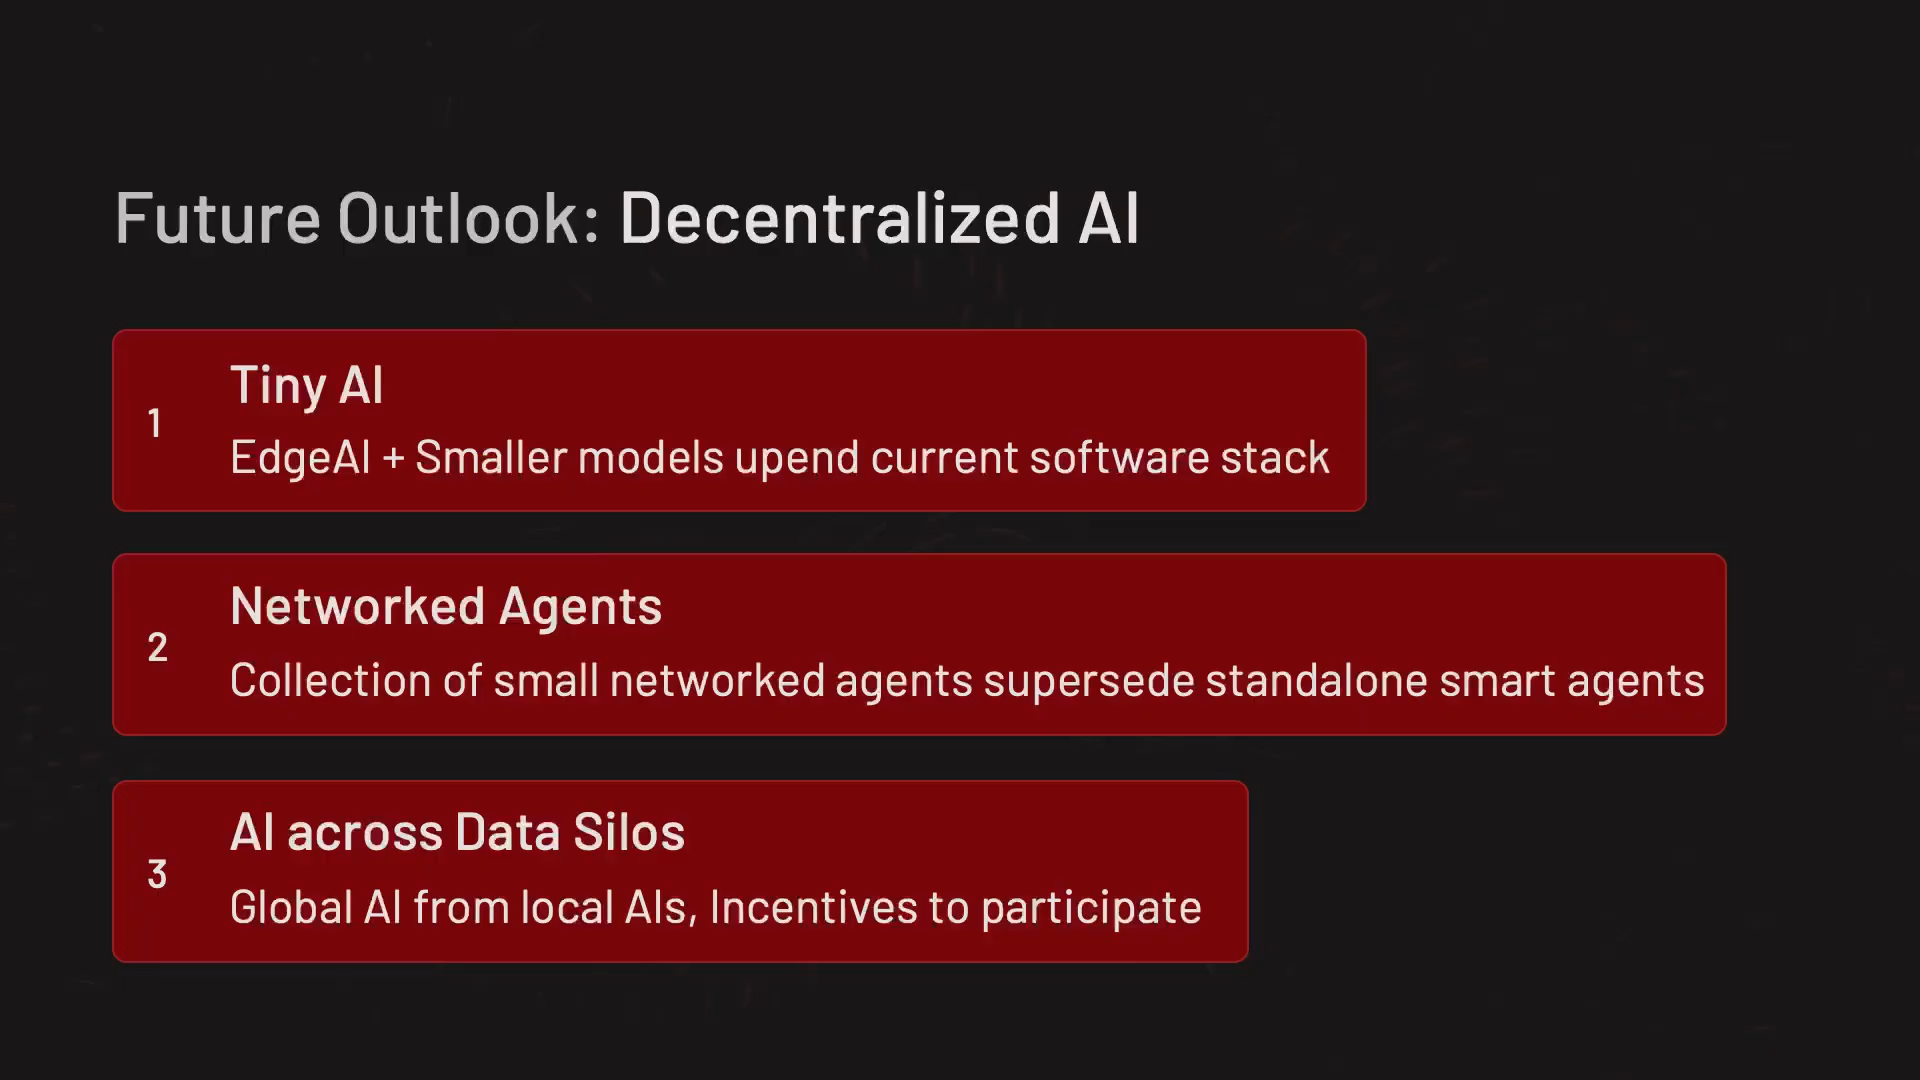 Future Outlook: Decentralized AI
1
Tiny AI
EdgeAI + Smaller models upend current software stack
2
Networked Agents
Collection of small networked agents supersede standalone smart agents
3
AI across Data Silos
Global AI from local AIs, Incentives to participate